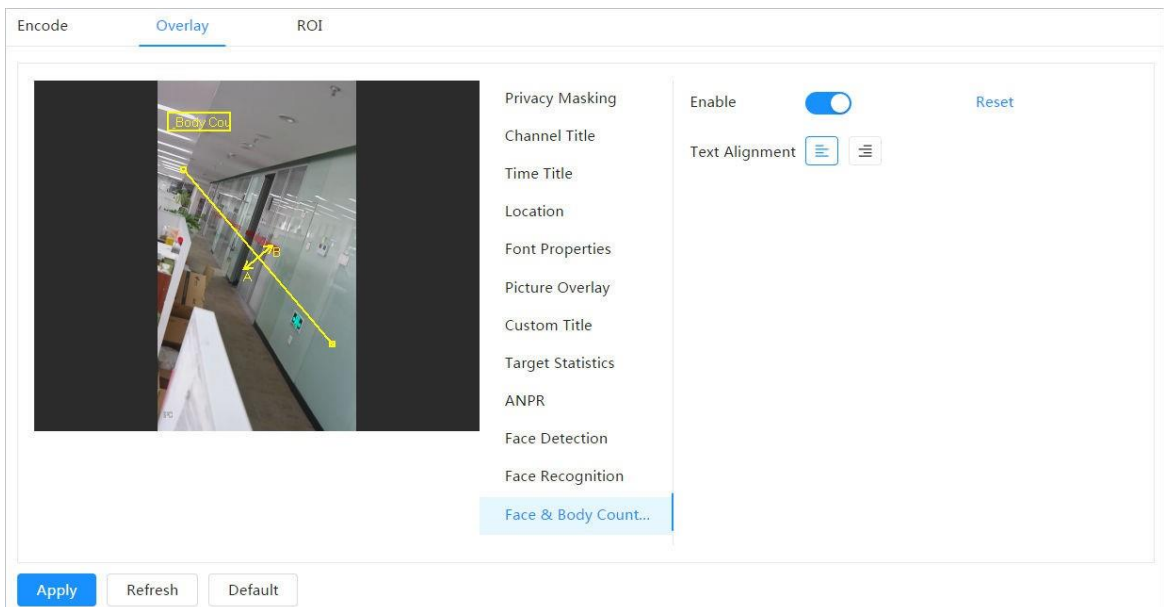 Encode Overlay ROI
Body Cou
B
A
Privacy Masking
Channel Title
Time Title
Location
Font Properties
Picture Overlay
Custom Title
Target Statistics
ANPR
Face Detection
Face Recognition
Face & Body Count...
Enable Reset
Text Alignment
Apply Refresh Default